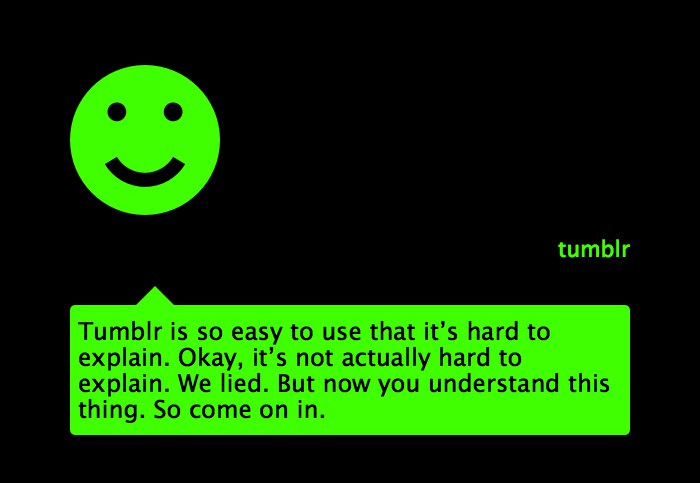 tumblr
Tumblr is so easy to use that it’s hard to
explain. Okay, it’s not actually hard to
explain. We lied. But now you understand this
thing. So come on in.